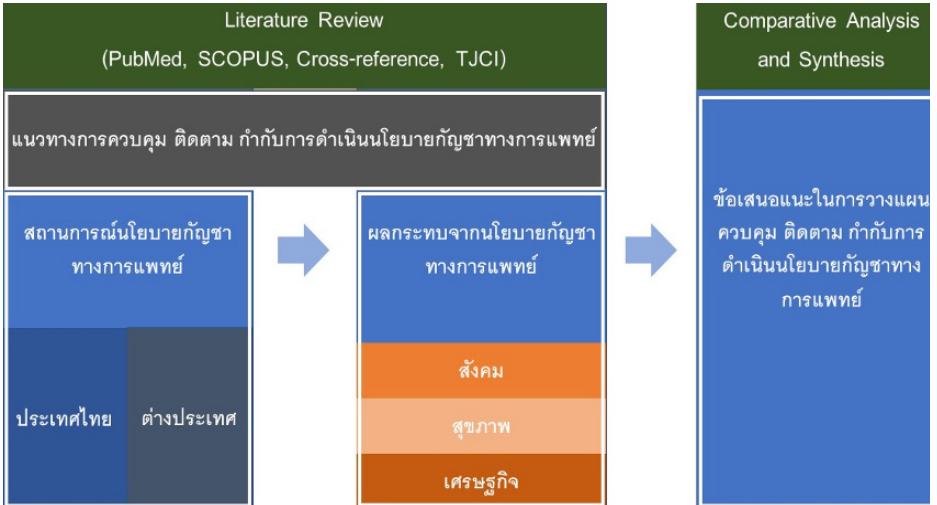 Literature Review
(PubMed, SCOPUS, Cross-reference, TJCI)
แนวทางการควบคุม ติดตาม กำกับการดำเนินนโยบายกัญชาทางการแพทย์
สถานการณ์นโยบายกัญชา
ทางการแพทย์
ประเทศไทย
ต่างประเทศ
ผลกระทบจากนโยบายกัญชา
ทางการแพทย์
สังคม
สุขภาพ
เศรษฐกิจ
Comparative Analysis
and Synthesis
ข้อเสนอแนะในการวางแผน
ควบคุม ติดตาม กำกับการ
ดำเนินนโยบายกัญชาทาง
การแพทย์